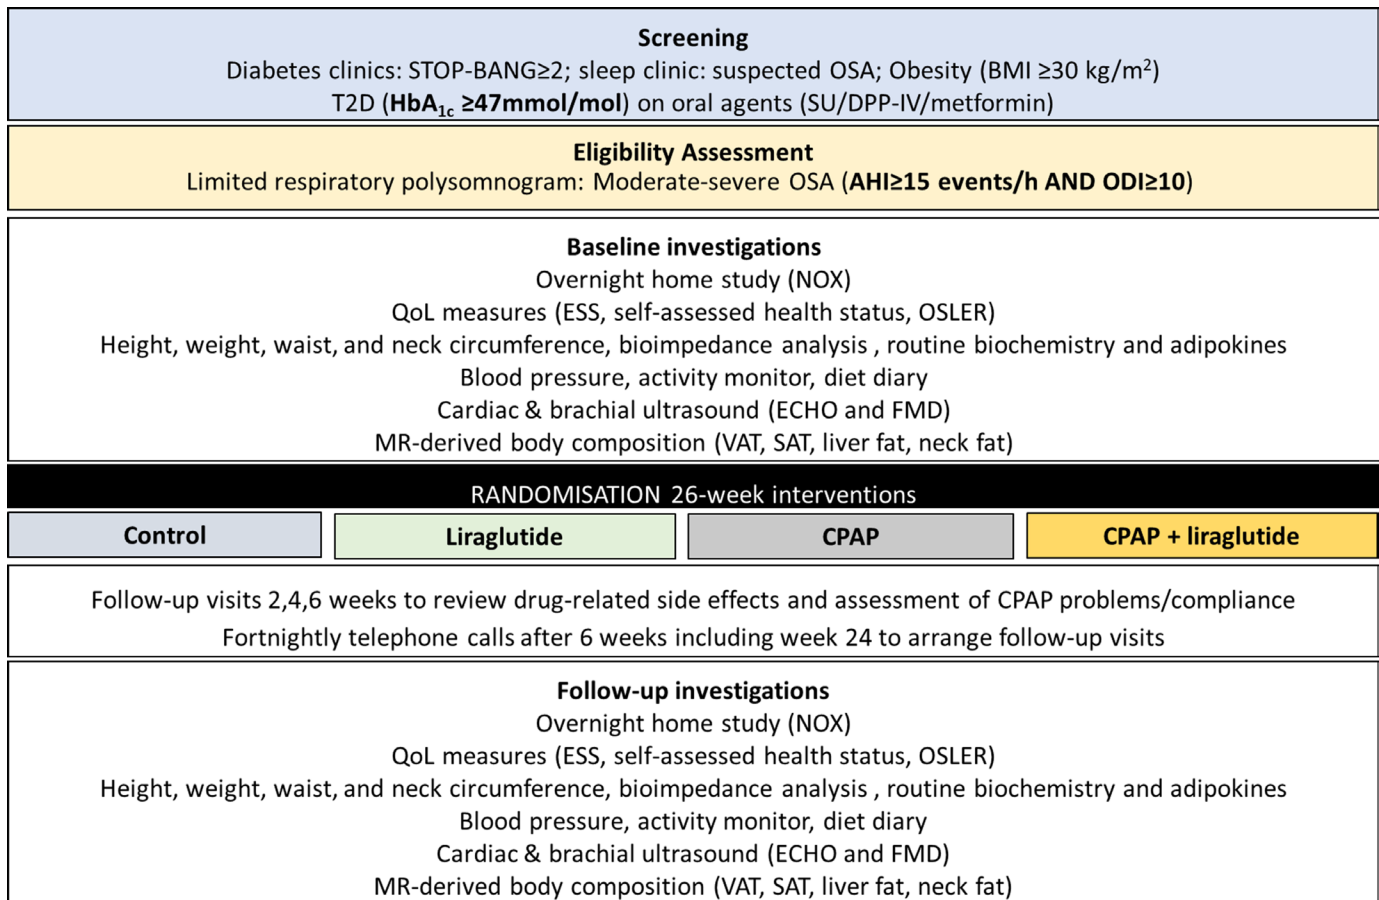 Screening
Diabetes clinics: STOP-BANG≥2; sleep clinic: suspected OSA; Obesity (BMI ≥30 kg/m²)
T2D (HbA₁c ≥47mmol/mol) on oral agents (SU/DPP-IV/metformin)
Eligibility Assessment
Limited respiratory polysomnogram: Moderate-severe OSA (AHI≥15 events/h AND ODI≥10)
Baseline investigations
Overnight home study (NOX)
QoL measures (ESS, self-assessed health status, OSLER)
Height, weight, waist, and neck circumference, bioimpedance analysis , routine biochemistry and adipokines
Blood pressure, activity monitor, diet diary
Cardiac & brachial ultrasound (ECHO and FMD)
MR-derived body composition (VAT, SAT, liver fat, neck fat)
RANDOMISATION 26-week interventions
Control
Liraglutide
CPAP
CPAP + liraglutide
Follow-up visits 2,4,6 weeks to review drug-related side effects and assessment of CPAP problems/compliance
Fortnightly telephone calls after 6 weeks including week 24 to arrange follow-up visits
Follow-up investigations
Overnight home study (NOX)
QoL measures (ESS, self-assessed health status, OSLER)
Height, weight, waist, and neck circumference, bioimpedance analysis , routine biochemistry and adipokines
Blood pressure, activity monitor, diet diary
Cardiac & brachial ultrasound (ECHO and FMD)
MR-derived body composition (VAT, SAT, liver fat, neck fat)